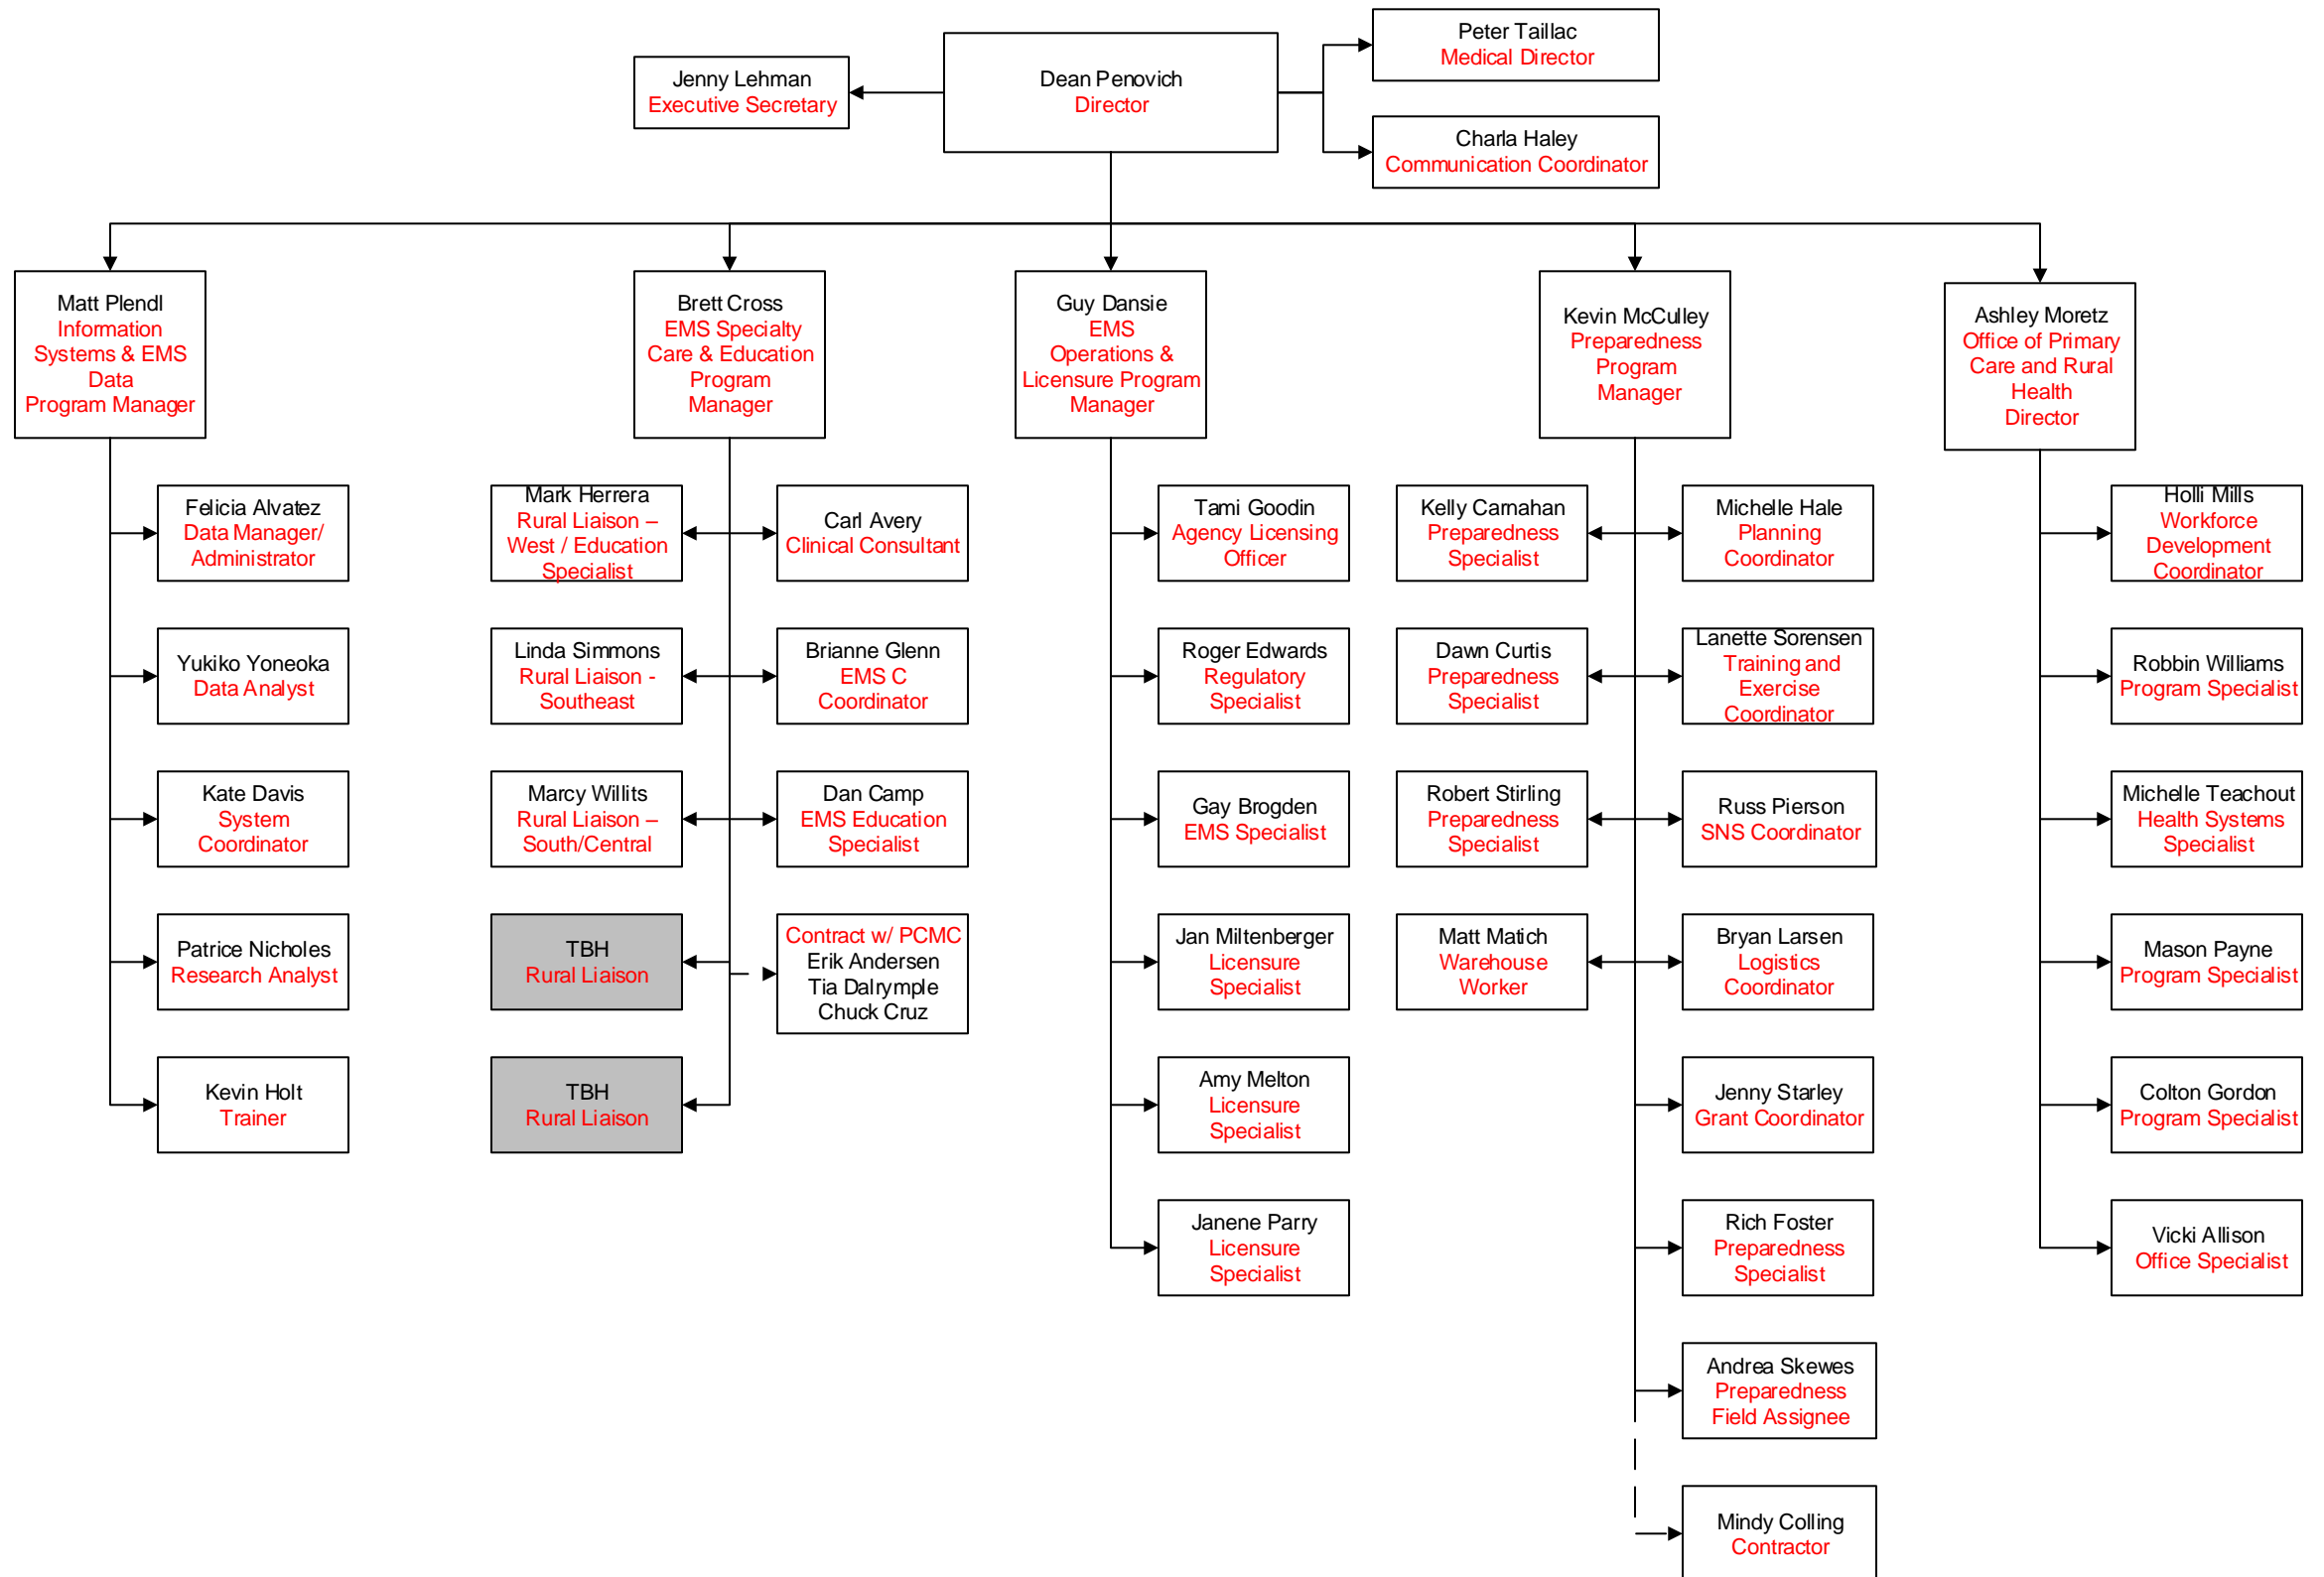 Peter Taillac
Medical Director
Jenny Lehman
Executive Secretary
Dean Penovich
Director
Charla Haley
Communication Coordinator
Matt Plendl
Information
Systems & EMS
Data
Program Manager
Brett Cross
EMS Specialty
Care & Education
Program
Manager
Guy Dansie
EMS
Operations &
Licensure Program
Manager
Kevin McCulley
Preparedness
Program
Manager
Ashley Moretz
Office of Primary
Care and Rural
Health
Director
Felicia Alvatez
Data Manager/
Administrator
Mark Herrera
Rural Liaison –
West / Education
Specialist
Carl Avery
Clinical Consultant
Tami Goodin
Agency Licensing
Officer
Kelly Carnahan
Preparedness
Specialist
Michelle Hale
Planning
Coordinator
Holli Mills
Workforce
Development
Coordinator
Yukiko Yoneoka
Data Analyst
Linda Simmons
Rural Liaison -
Southeast
Brianne Glenn
EMS C
Coordinator
Roger Edwards
Regulatory
Specialist
Dawn Curtis
Preparedness
Specialist
Lanette Sorensen
Training and
Exercise
Coordinator
Robbin Williams
Program Specialist
Kate Davis
System
Coordinator
Marcy Willits
Rural Liaison –
South/Central
Dan Camp
EMS Education
Specialist
Gay Brogden
EMS Specialist
Robert Stirling
Preparedness
Specialist
Russ Pierson
SNS Coordinator
Michelle Teachout
Health Systems
Specialist
Patrice Nicholes
Research Analyst
TBH
Rural Liaison
Contract w/ PCMC
Erik Andersen
Tia Dalrymple
Chuck Cruz
Jan Miltenberger
Licensure
Specialist
Matt Matich
Warehouse
Worker
Bryan Larsen
Logistics
Coordinator
Mason Payne
Program Specialist
Kevin Holt
Trainer
TBH
Rural Liaison
Amy Melton
Licensure
Specialist
Jenny Starley
Grant Coordinator
Colton Gordon
Program Specialist
Janene Parry
Licensure
Specialist
Rich Foster
Preparedness
Specialist
Vicki Allison
Office Specialist
Andrea Skewes
Preparedness
Field Assignee
Mindy Colling
Contractor